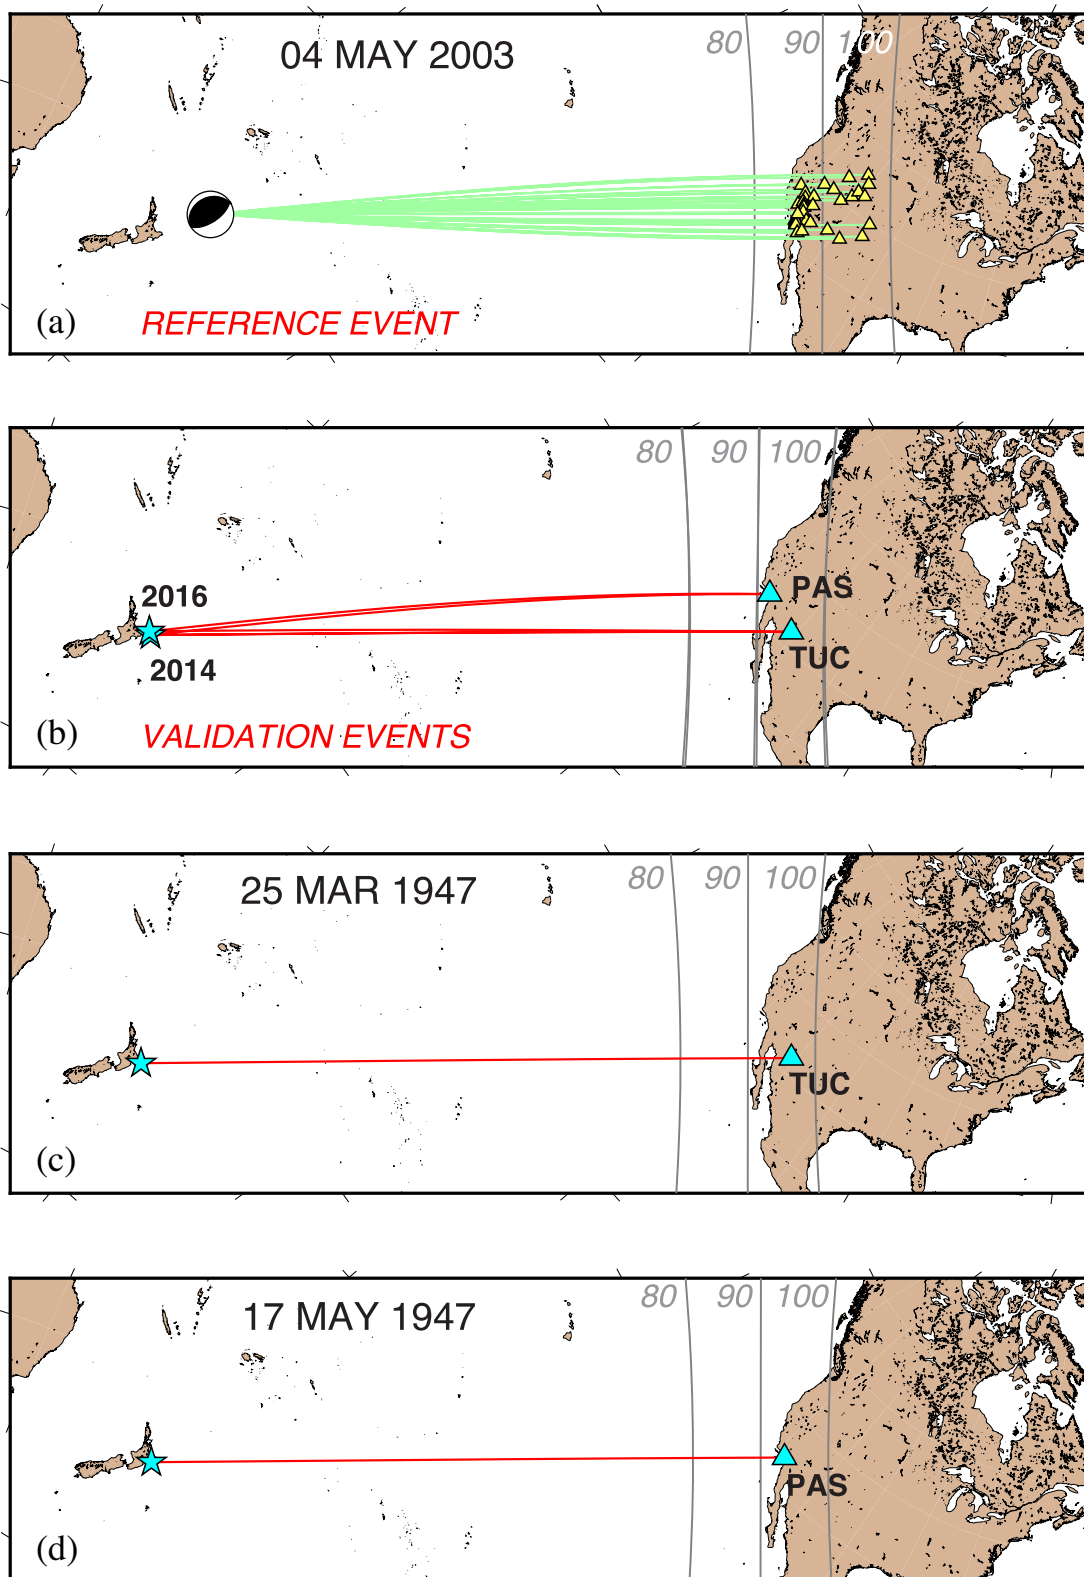 04 MAY 2003
80 90 100
(a) REFERENCE EVENT
80 90 100
2016
PAS
2014
TUC
(b) VALIDATION EVENTS
25 MAR 1947
80 90 100
TUC
(c)
17 MAY 1947
80 90 100
PAS
(d)